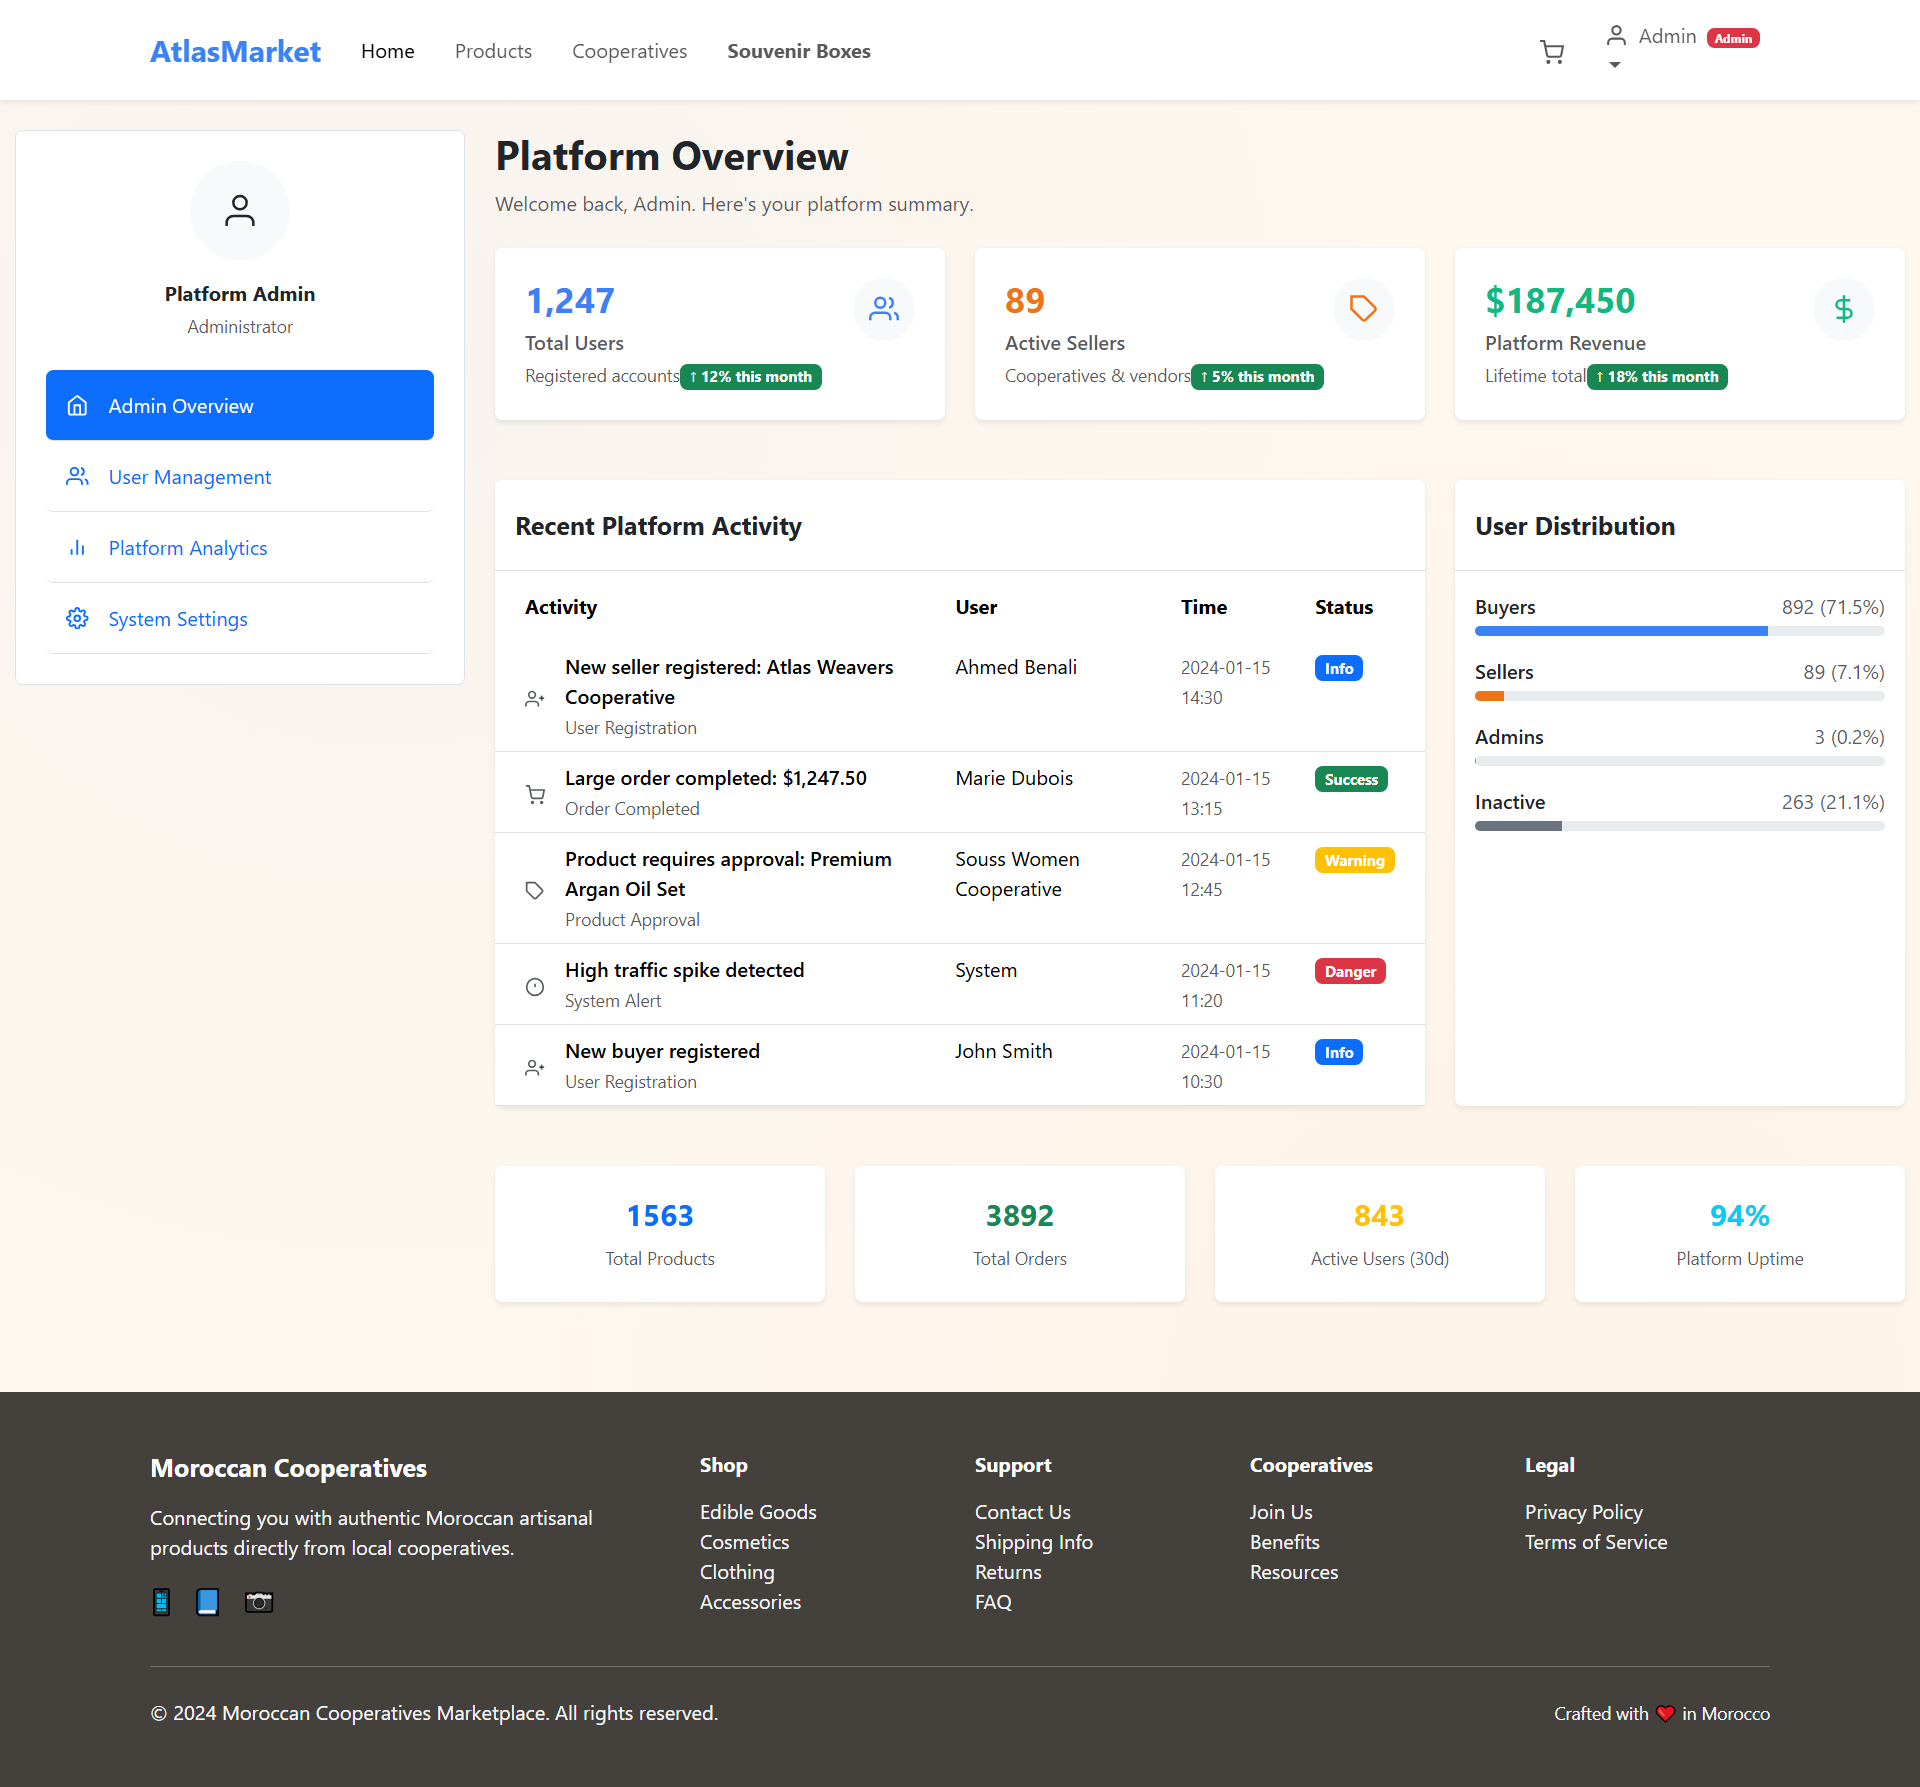 AtlasMarket Home Products Cooperatives Souvenir Boxes Admin Admin
Platform Admin
Administrator
Admin Overview
User Management
Platform Analytics
System Settings
Platform Overview
Welcome back, Admin. Here's your platform summary.
1,247
Total Users
Registered accounts ↑ 12% this month
89
Active Sellers
Cooperatives & vendors ↑ 5% this month
$187,450
Platform Revenue
Lifetime total ↑ 18% this month
Recent Platform Activity
Activity User Time Status
New seller registered: Atlas Weavers Ahmed Benali 2024-01-15 Info
Cooperative 14:30
User Registration
Large order completed: $1,247.50 Marie Dubois 2024-01-15 Success
Order Completed 13:15
Product requires approval: Premium Souss Women 2024-01-15 Warning
Argan Oil Set Cooperative 12:45
Product Approval
High traffic spike detected System 2024-01-15 Danger
System Alert 11:20
New buyer registered John Smith 2024-01-15 Info
User Registration 10:30
User Distribution
Buyers 892 (71.5%)
Sellers 89 (7.1%)
Admins 3 (0.2%)
Inactive 263 (21.1%)
1563
Total Products
3892
Total Orders
843
Active Users (30d)
94%
Platform Uptime
Moroccan Cooperatives
Connecting you with authentic Moroccan artisanal
products directly from local cooperatives.
Shop
Edible Goods
Cosmetics
Clothing
Accessories
Support
Contact Us
Shipping Info
Returns
FAQ
Cooperatives
Join Us
Benefits
Resources
Legal
Privacy Policy
Terms of Service
© 2024 Moroccan Cooperatives Marketplace. All rights reserved.
Crafted with ❤️ in Morocco